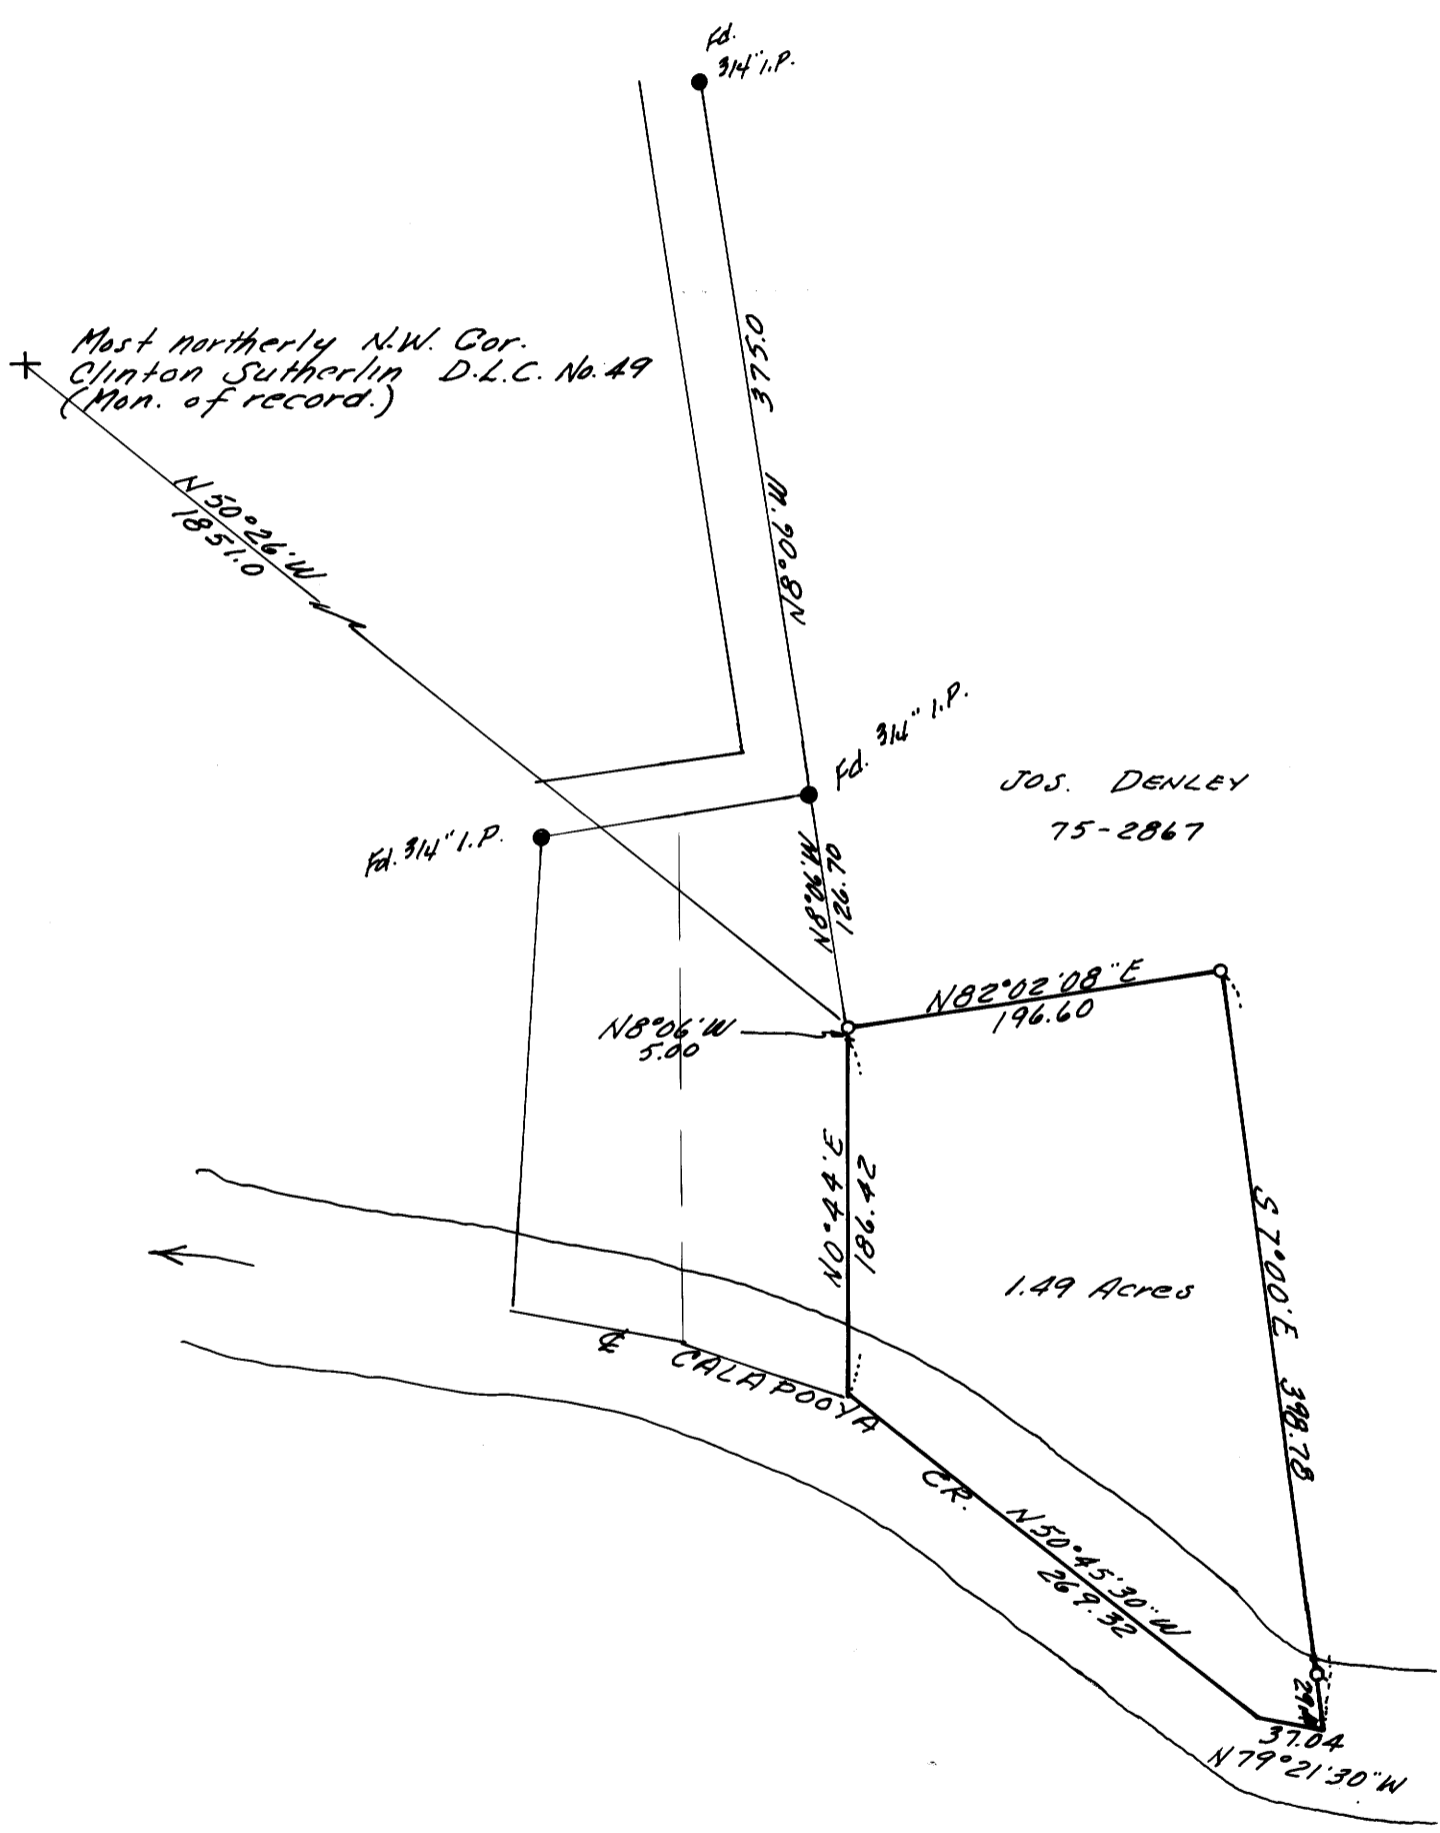 Fd.
3/4" I.P.
Most northerly N.W. Cor.
Clinton Sutherlin D.L.C. No. 49
(Mon. of record.)
N 50°26'W
1851.0
N8°06'W 375.0
Fd. 3/4" I.P.
JOS. DENLEY
75-2867
Fd. 3/4" I.P.
N8°06'W
126.70
N82°02'08"E
196.60
N8°06'W
5.00
N0°44'E
186.42
S 7°00'E 398.78
1.49 Acres
℄ CALAPOOYA
CR.
N50°45'30"W
269.32
37.04
N79°21'30"W